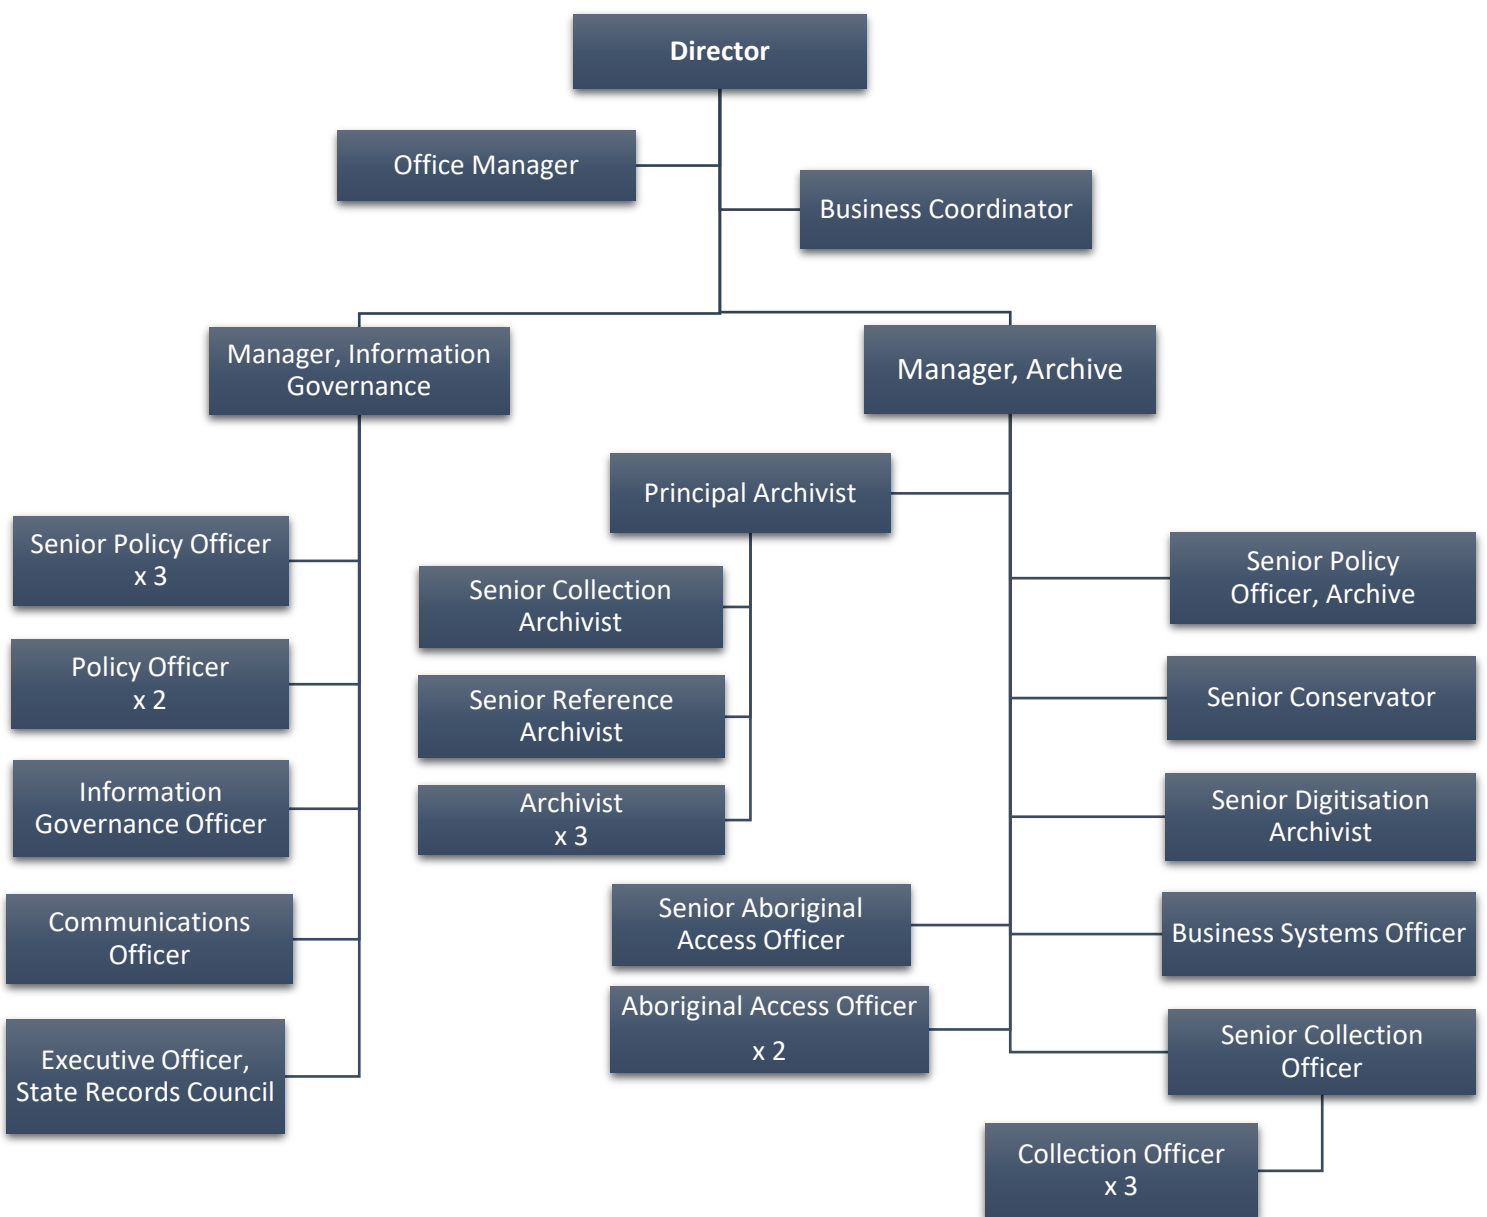 Director
Office Manager
Business Coordinator
Manager, Information
Governance
Manager, Archive
Principal Archivist
Senior Policy Officer
x 3
Senior Collection
Archivist
Senior Policy
Officer, Archive
Policy Officer
x 2
Senior Reference
Archivist
Senior Conservator
Information
Governance Officer
Archivist
x 3
Senior Digitisation
Archivist
Communications
Officer
Senior Aboriginal
Access Officer
Business Systems Officer
Aboriginal Access Officer
x 2
Executive Officer,
State Records Council
Senior Collection
Officer
Collection Officer
x 3